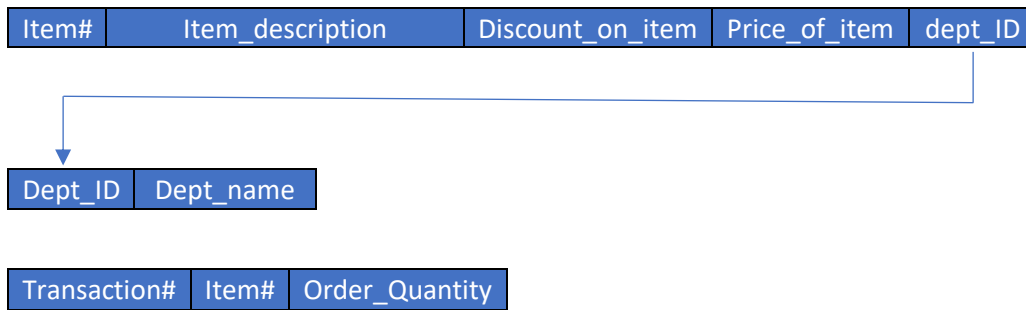 Item# Item_description Discount_on_item Price_of_item dept_ID
Dept_ID Dept_name
Transaction# Item# Order_Quantity